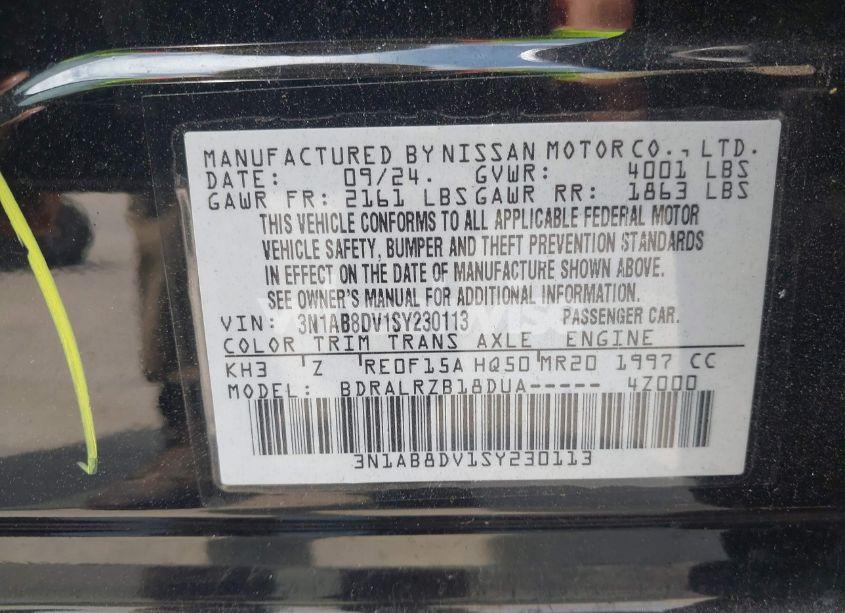 MANUFACTURED BY NISSAN MOTOR CO., LTD.
DATE: 09/24. GVWR: 4001 LBS
GAWR FR: 2161 LBS GAWR RR: 1863 LBS
THIS VEHICLE CONFORMS TO ALL APPLICABLE FEDERAL MOTOR
VEHICLE SAFETY, BUMPER AND THEFT PREVENTION STANDARDS
IN EFFECT ON THE DATE OF MANUFACTURE SHOWN ABOVE.
SEE OWNER'S MANUAL FOR ADDITIONAL INFORMATION.
VIN: 3N1AB8DV1SY230113 PASSENGER CAR.
COLOR TRIM TRANS AXLE ENGINE
KH3 Z RE0F15A HQ50 MR20 1997 CC
MODEL: BDRALRZB18DUA----- 4Z000
3N1AB8DV1SY230113